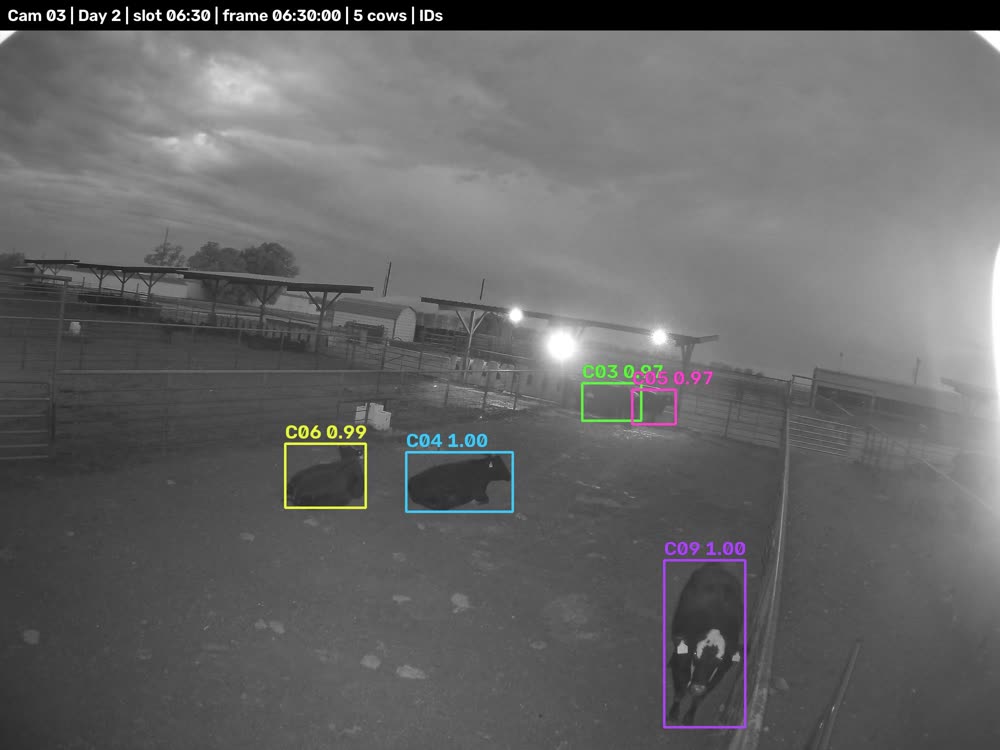 Cam 03 | Day 2 | slot 06:30 | frame 06:30:00 | 5 cows | IDs
C03 0.97
C05 0.97
C06 0.99
C04 1.00
C09 1.00